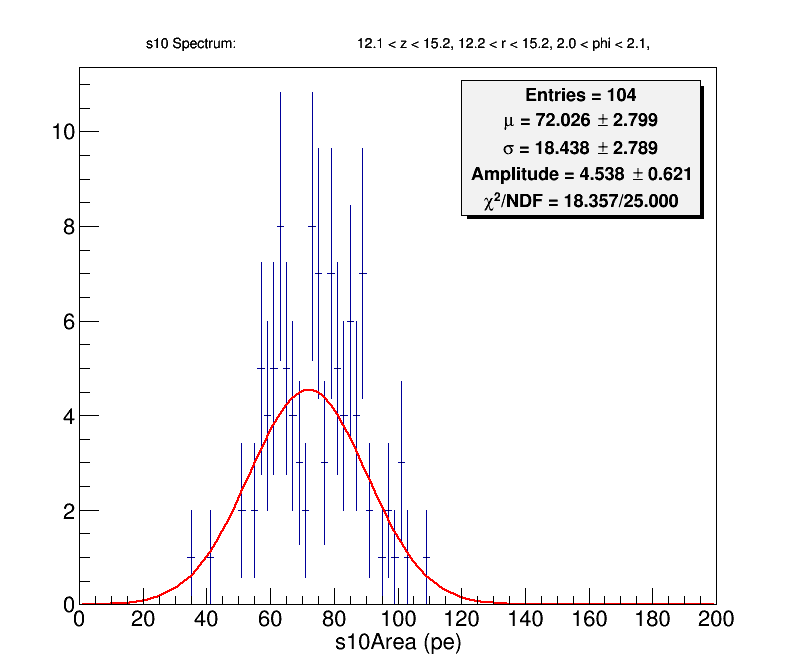 s10 Spectrum: 12.1 < z < 15.2, 12.2 < r < 15.2, 2.0 < phi < 2.1,
Entries = 104
μ = 72.026 ± 2.799
σ = 18.438 ± 2.789
Amplitude = 4.538 ± 0.621
χ²/NDF = 18.357/25.000
10
8
6
4
2
0
0 20 40 60 80 100 120 140 160 180 200
s10Area (pe)